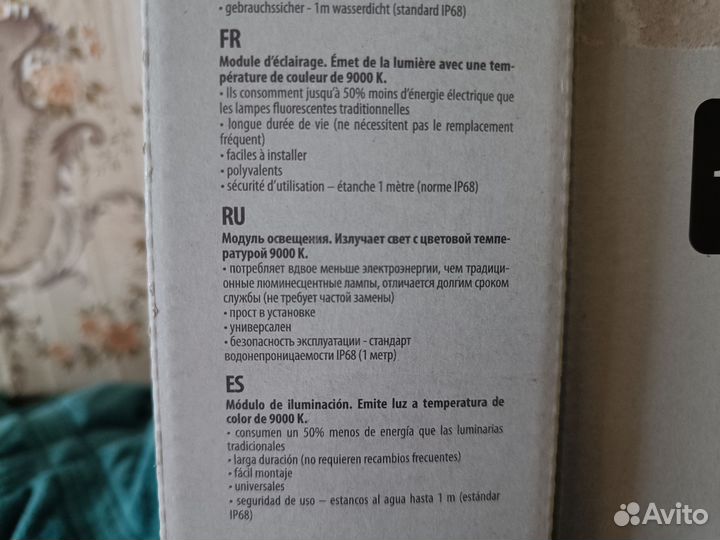 • gebrauchssicher - 1m wasserdicht (standard IP68)
FR
Module d'éclairage. Émet de la lumière avec une tem-
pérature de couleur de 9000 K.
• Ils consomment jusqu'à 50% moins d'énergie électrique que
les lampes fluorescentes traditionnelles
• longue durée de vie (ne nécessitent pas le remplacement
fréquent)
• faciles à installer
• polyvalents
• sécurité d'utilisation – étanche 1 mètre (norme IP68)
RU
Модуль освещения. Излучает свет с цветовой темпе-
ратурой 9000 K.
• потребляет вдвое меньше электроэнергии, чем традици-
онные люминесцентные лампы, отличается долгим сроком
службы (не требует частой замены)
• прост в установке
• универсален
• безопасность эксплуатации - стандарт
водонепроницаемости IP68 (1 метр)
ES
Módulo de iluminación. Emite luz a temperatura de
color de 9000 K.
• consumen un 50% menos de energía que las luminarias
tradicionales
• larga duración (no requieren recambios frecuentes)
• fácil montaje
• universales
• seguridad de uso – estancos al agua hasta 1 m (estándar
IP68)
Avito